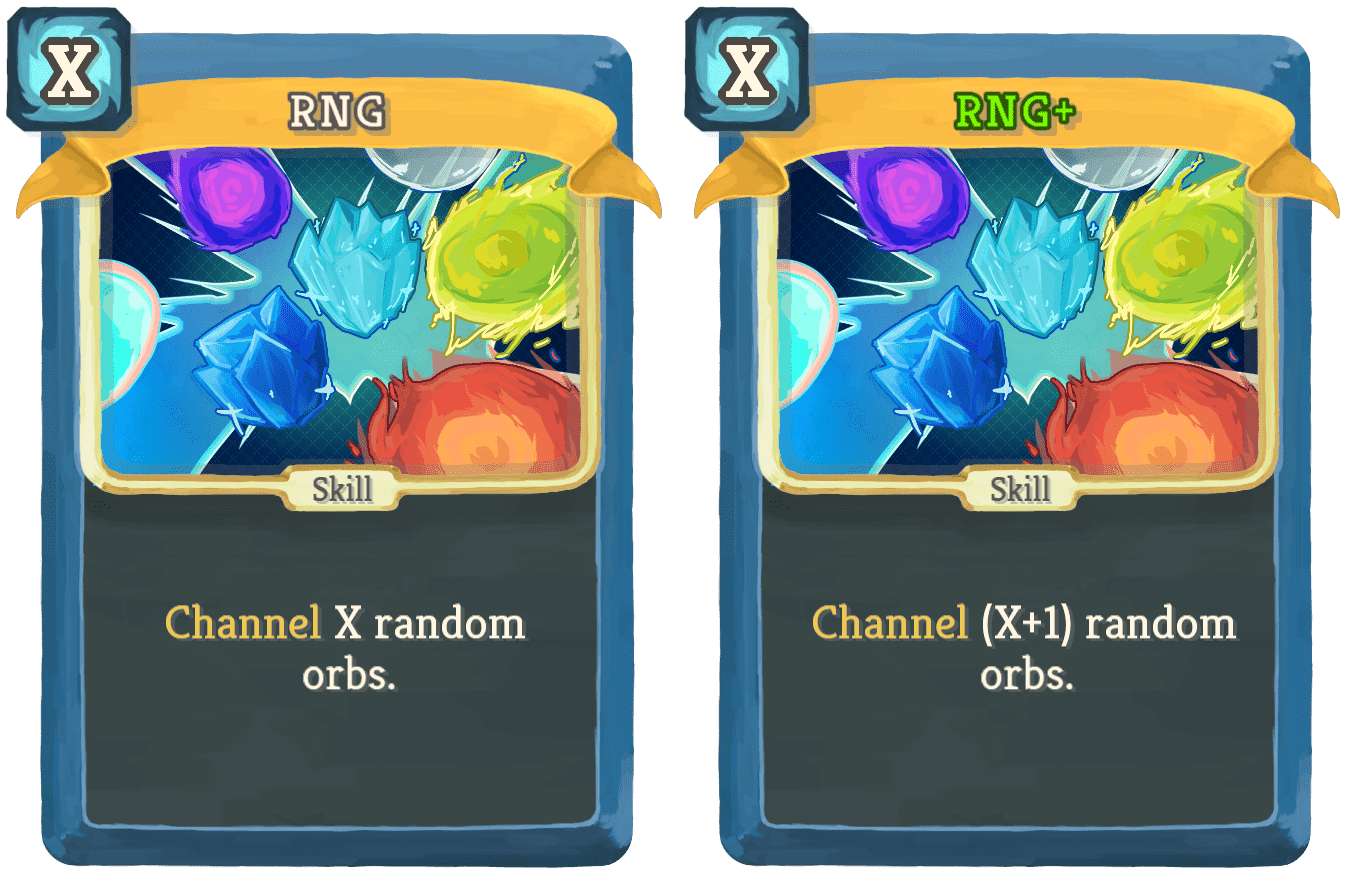 X
RNG
Skill
Channel X random
orbs.
X
RNG+
Skill
Channel (X+1) random
orbs.